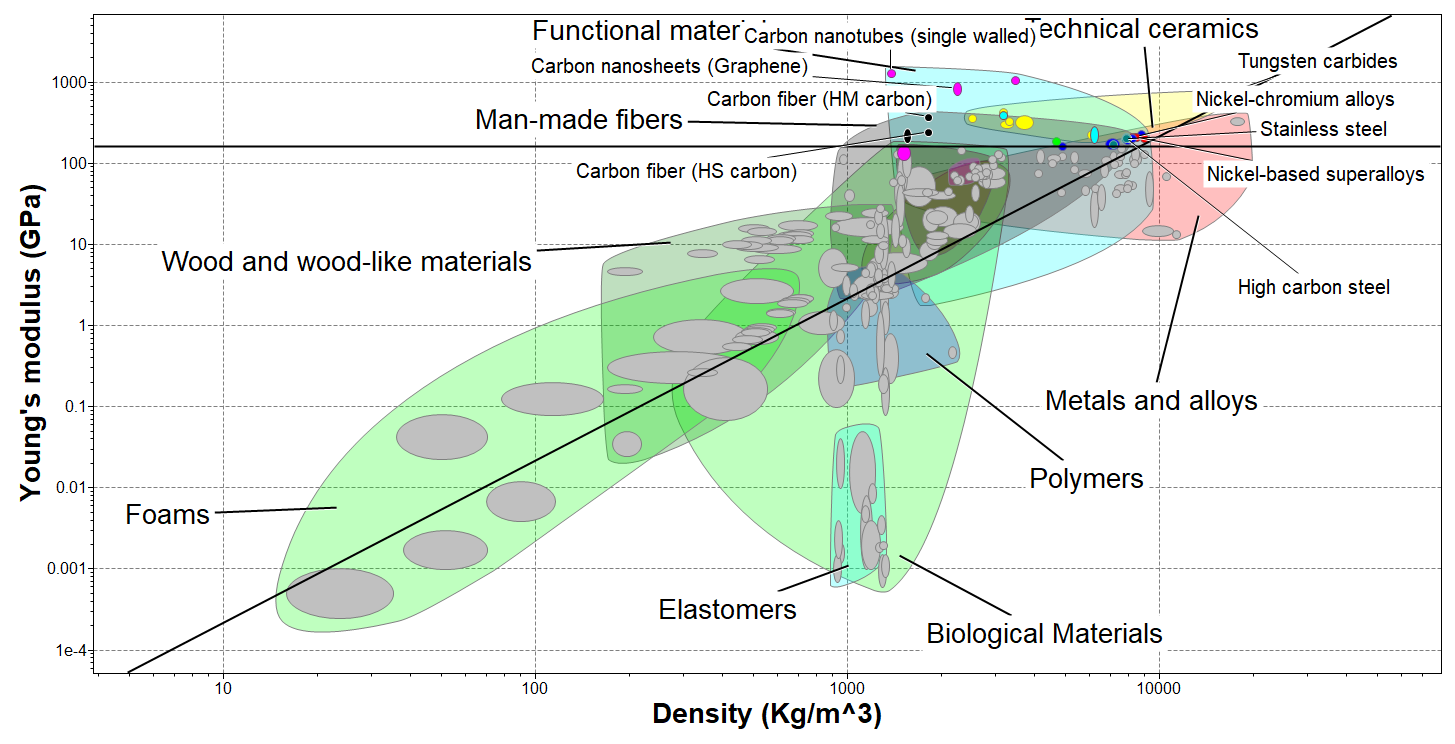 Functional mater
Carbon nanotubes (single walled)
Technical ceramics
Carbon nanosheets (Graphene)
Tungsten carbides
1000
Carbon fiber (HM carbon)
Nickel-chromium alloys
Man-made fibers
Stainless steel
100
Carbon fiber (HS carbon)
Nickel-based superalloys
10
Wood and wood-like materials
High carbon steel
1
0.1
Metals and alloys
Polymers
0.01
Foams
0.001
Elastomers
Biological Materials
1e-4
Young's modulus (GPa)
10
100
1000
10000
Density (Kg/m^3)